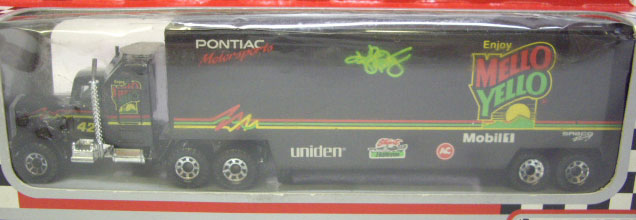 PONTIAC
Motorsports
Enjoy
MELLO
YELLO
42
Mobil 1
uniden
AC